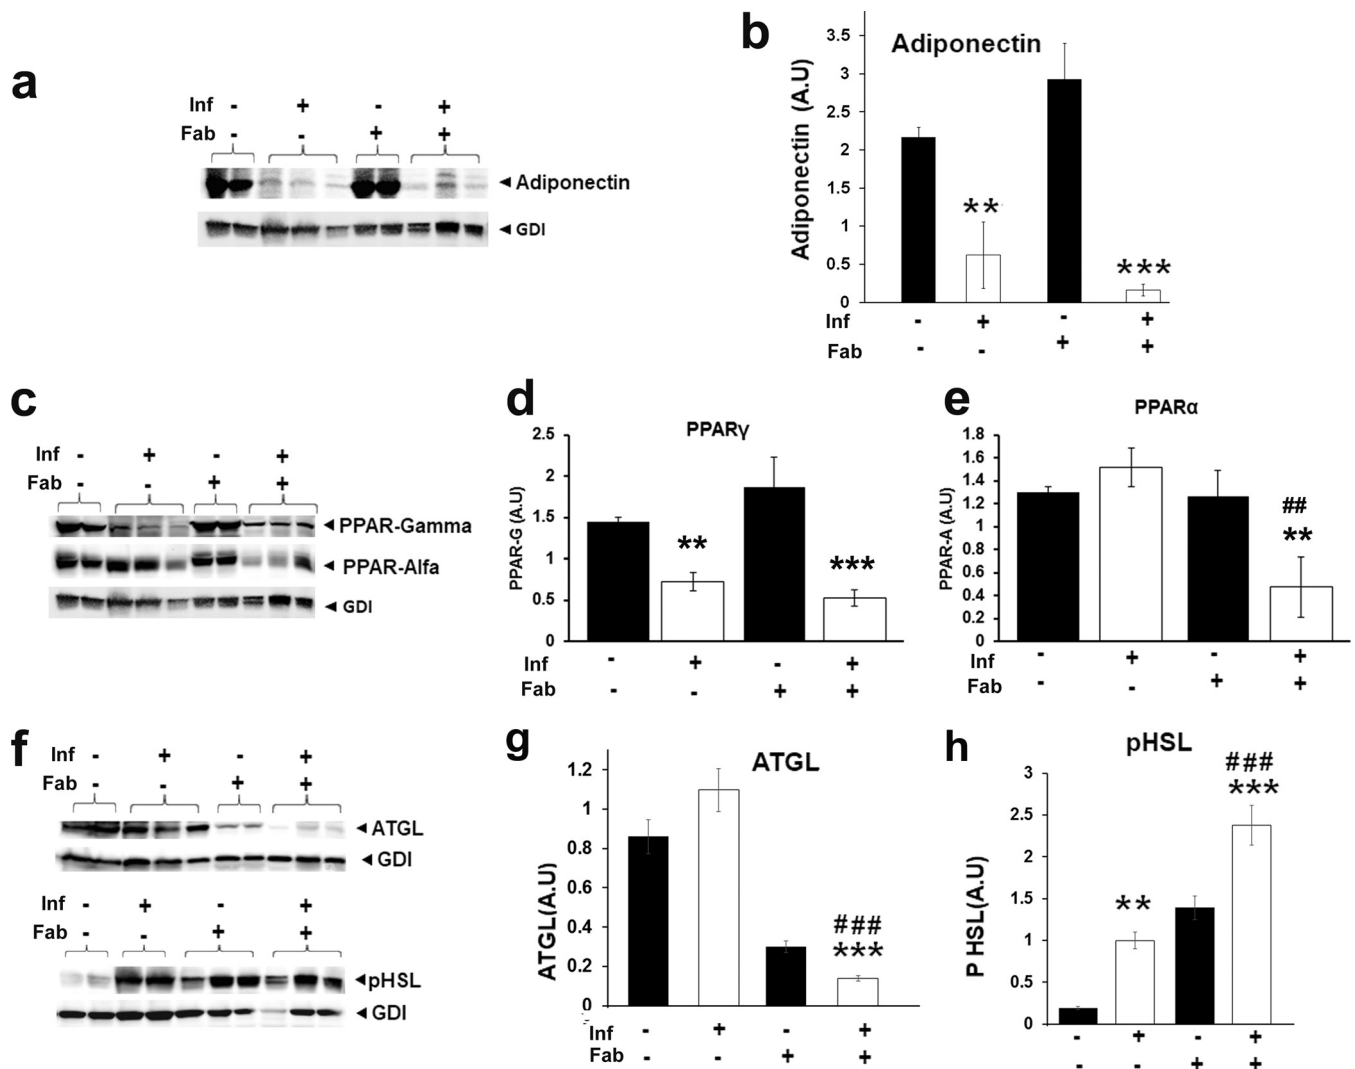 a
Inf - + - +
Fab - - + +
◄ Adiponectin
◄ GDI
b
Adiponectin
Adiponectin (A.U)
3.5
3
2.5
2
1.5
1
0.5
0
**
***
Inf - + - +
Fab - - + +
c
Inf - + - +
Fab - - + +
◄ PPAR-Gamma
◄ PPAR-Alfa
◄ GDI
d
PPARγ
PPAR-G (A.U)
2.5
2
1.5
1
0.5
0
**
***
Inf - + - +
Fab - - + +
e
PPARα
PPAR-A (A.U)
1.8
1.6
1.4
1.2
1
0.8
0.6
0.4
0.2
0
##
**
Inf - + - +
Fab - - + +
f
Inf - + - +
Fab - - + +
◄ ATGL
◄ GDI
Inf - + - +
Fab - - + +
◄pHSL
◄ GDI
g
ATGL
ATGL(A.U)
1.2
1
0.8
0.6
0.4
0.2
0
###
***
Inf - + - +
Fab - - + +
h
pHSL
P HSL(A.U)
3
2.5
2
1.5
1
0.5
0
**
###
***
- + - +
- - + +